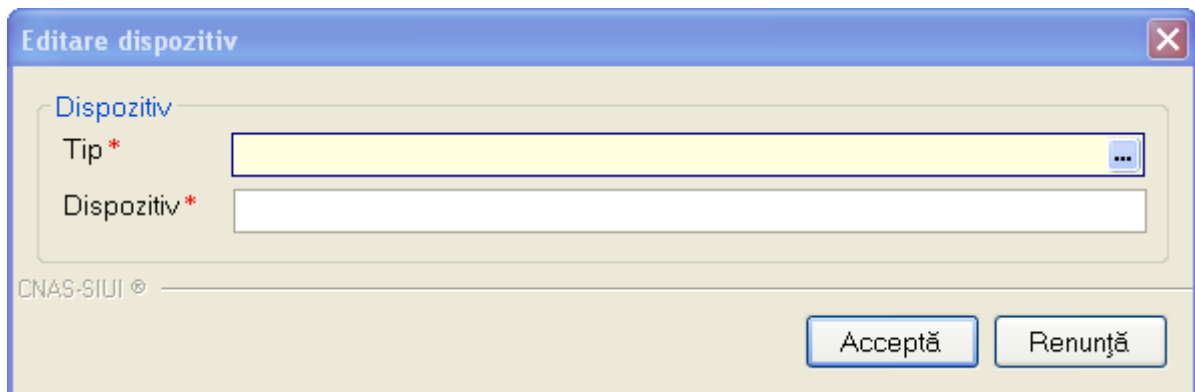 Editare dispozitiv
Dispozitiv
Tip *
...
Dispozitiv *
CNAS-SIUI ®
Acceptă Renunţă